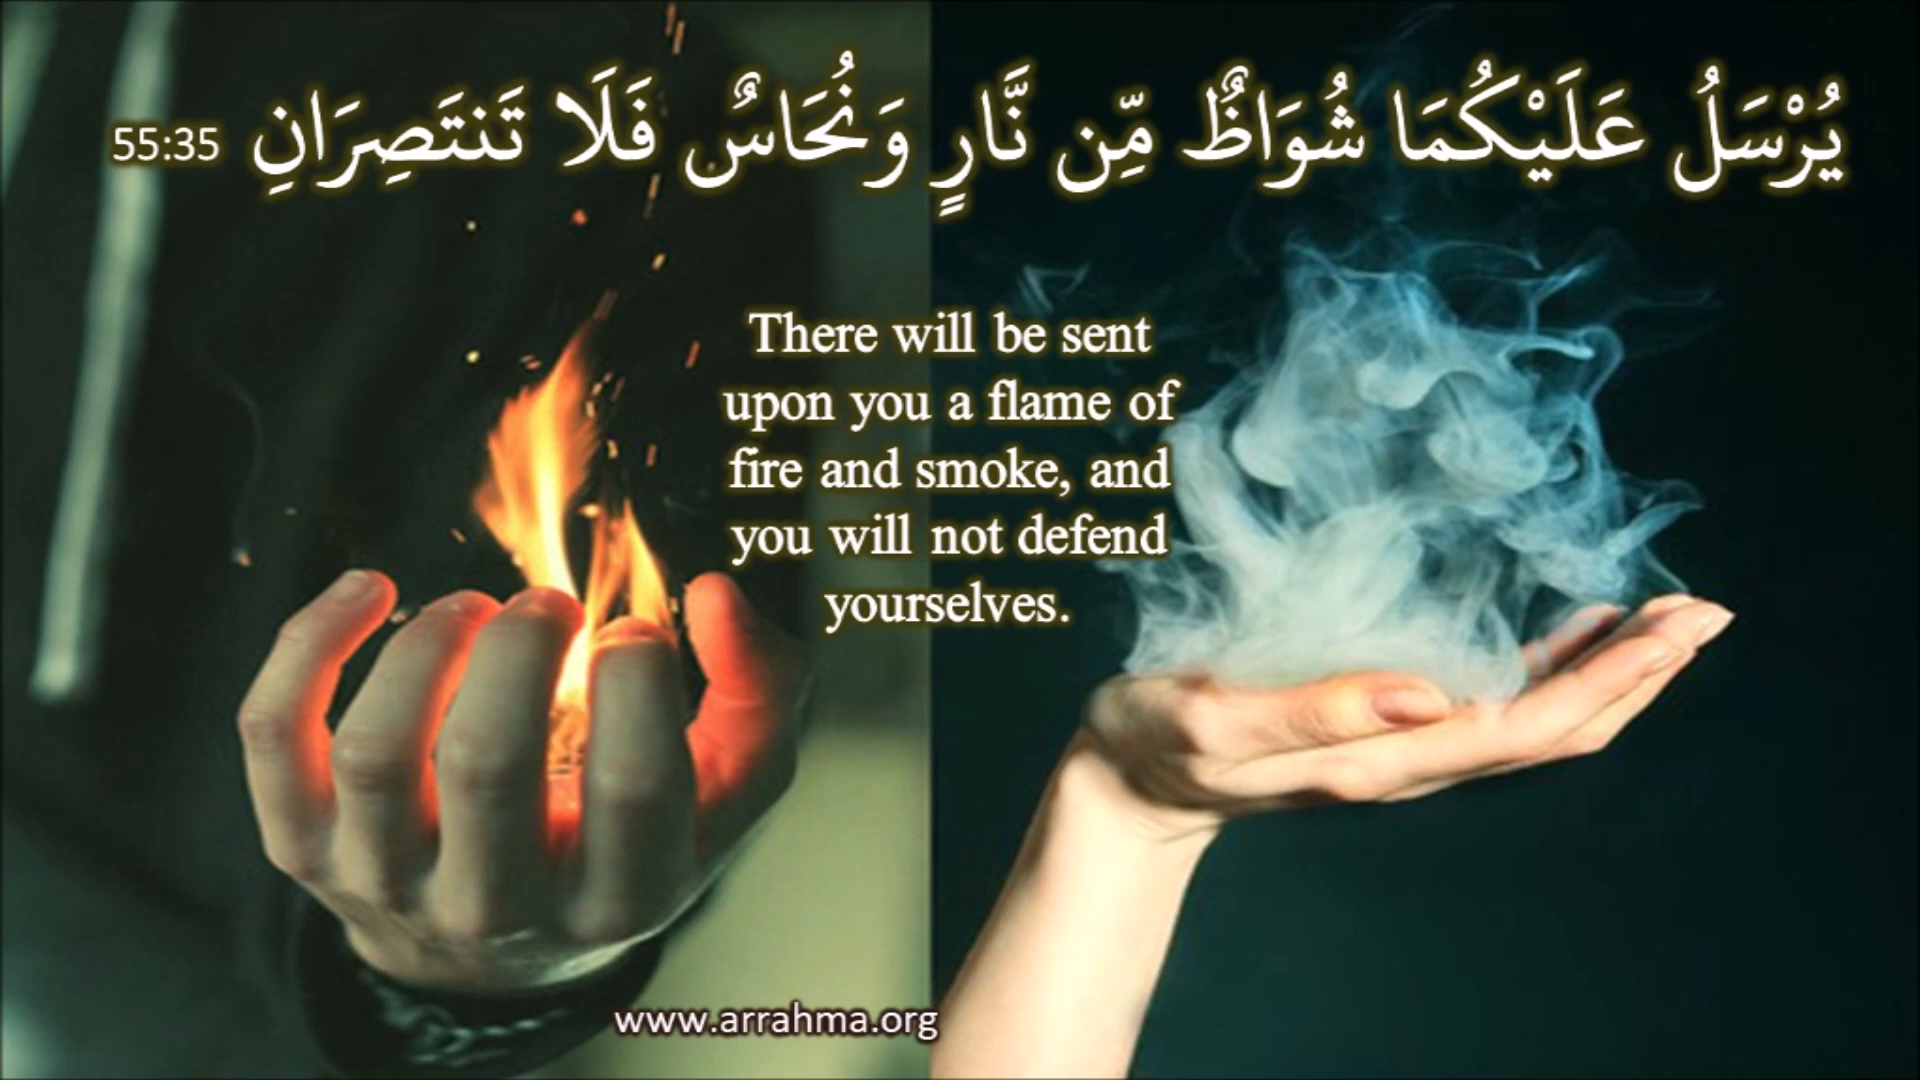 يُرْسَلُ عَلَيْكُمَا شُوَاظٌ مِّن نَّارٍ وَنُحَاسٌ فَلَا تَنتَصِرَانِ 55:35
There will be sent
upon you a flame of
fire and smoke, and
you will not defend
yourselves.
www.arrahma.org